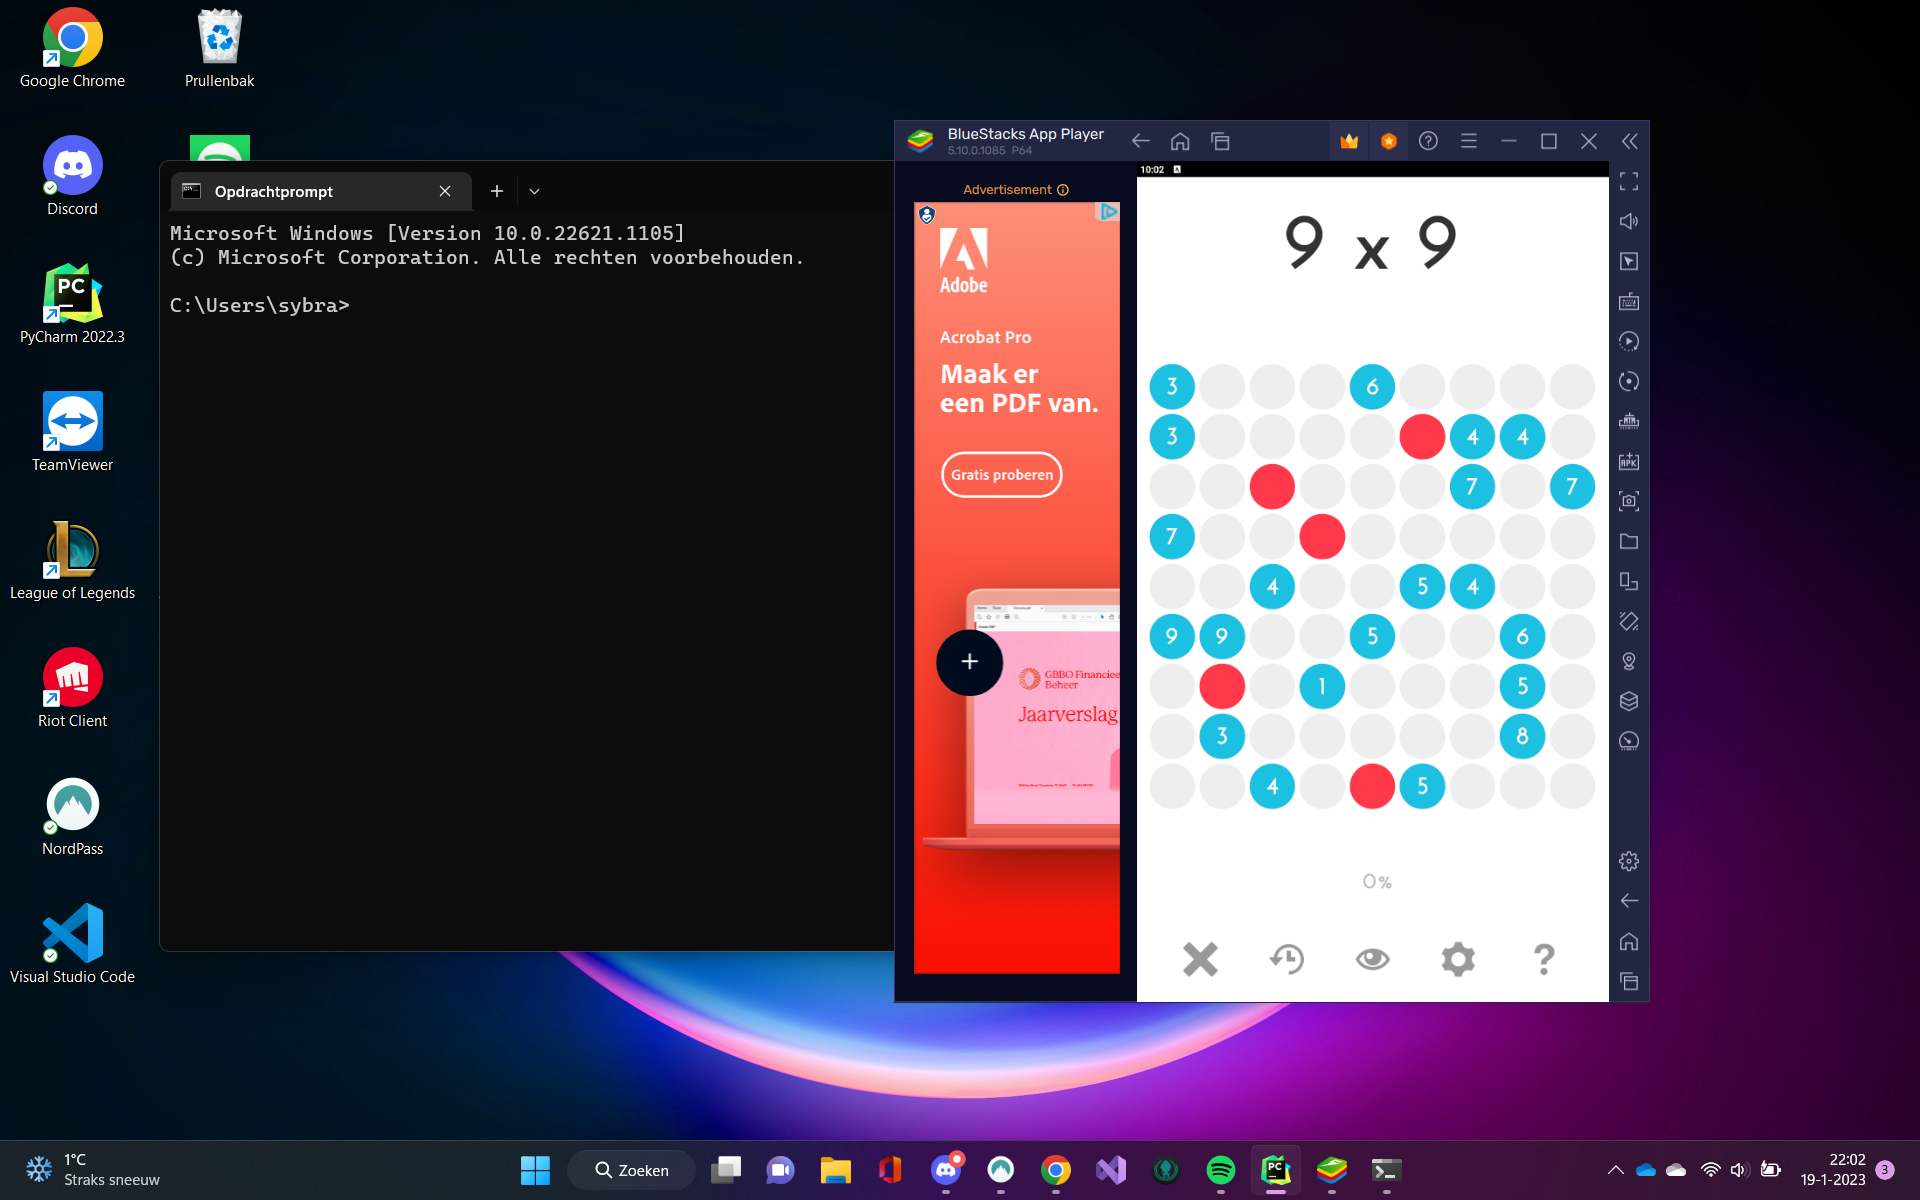 Google Chrome
Prullenbak
Discord
PC
PyCharm 2022.3
TeamViewer
League of Legends
Riot Client
NordPass
Visual Studio Code
Opdrachtprompt
Microsoft Windows [Version 10.0.22621.1105]
(c) Microsoft Corporation. Alle rechten voorbehouden.
C:\Users\sybra>
BlueStacks App Player
5.10.0.1085 P64
Advertisement
Adobe
Acrobat Pro
Maak er
een PDF van.
Gratis proberen
GBBO Financiee
Beheer
Jaarverslag
10:02
9 x 9
3 6
3 4 4
7 7
7
4 5 4
9 9 5 6
1 5
3 8
4 5
0%
?
1°C
Straks sneeuw
Zoeken
PC
22:02
19-1-2023
3